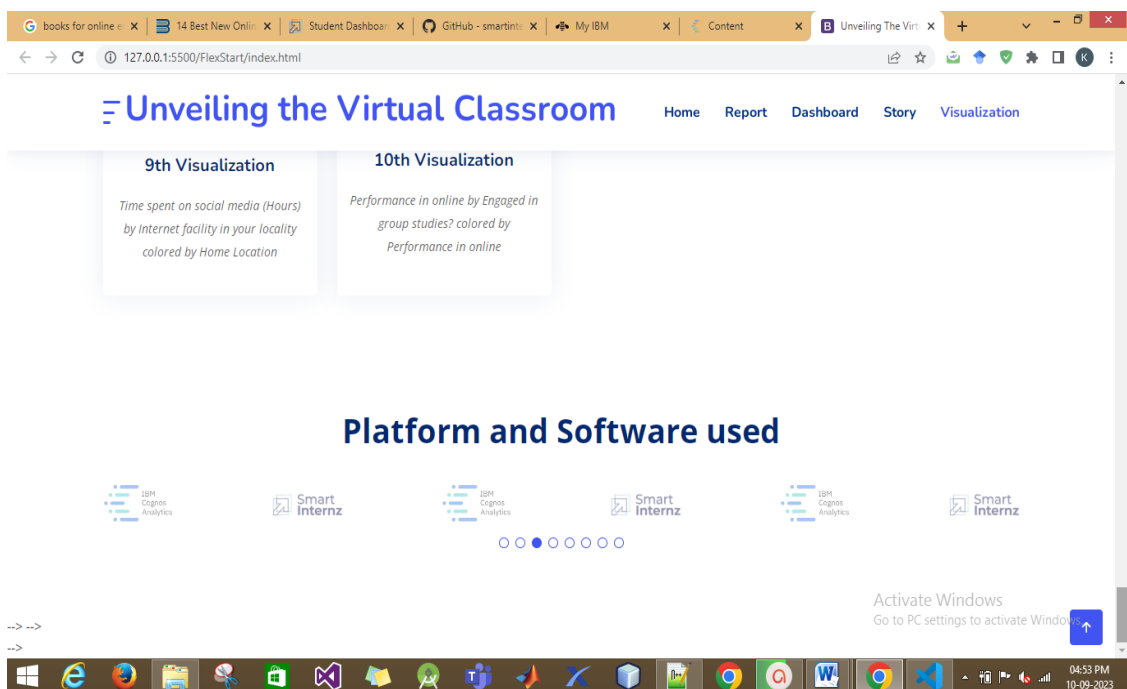 books for online e
14 Best New Onlin
Student Dashboar
GitHub - smartinte
My IBM
Content
B Unveiling The Virt
127.0.0.1:5500/FlexStart/index.html
K
Unveiling the Virtual Classroom
Home Report Dashboard Story Visualization
9th Visualization
Time spent on social media (Hours)
by Internet facility in your locality
colored by Home Location
10th Visualization
Performance in online by Engaged in
group studies? colored by
Performance in online
Platform and Software used
IBM
Cognos
Analytics
Smart
Internz
IBM
Cognos
Analytics
Smart
Internz
IBM
Cognos
Analytics
Smart
Internz
Activate Windows
Go to PC settings to activate Windows.
--> -->
-->
04:53 PM
10-09-2023